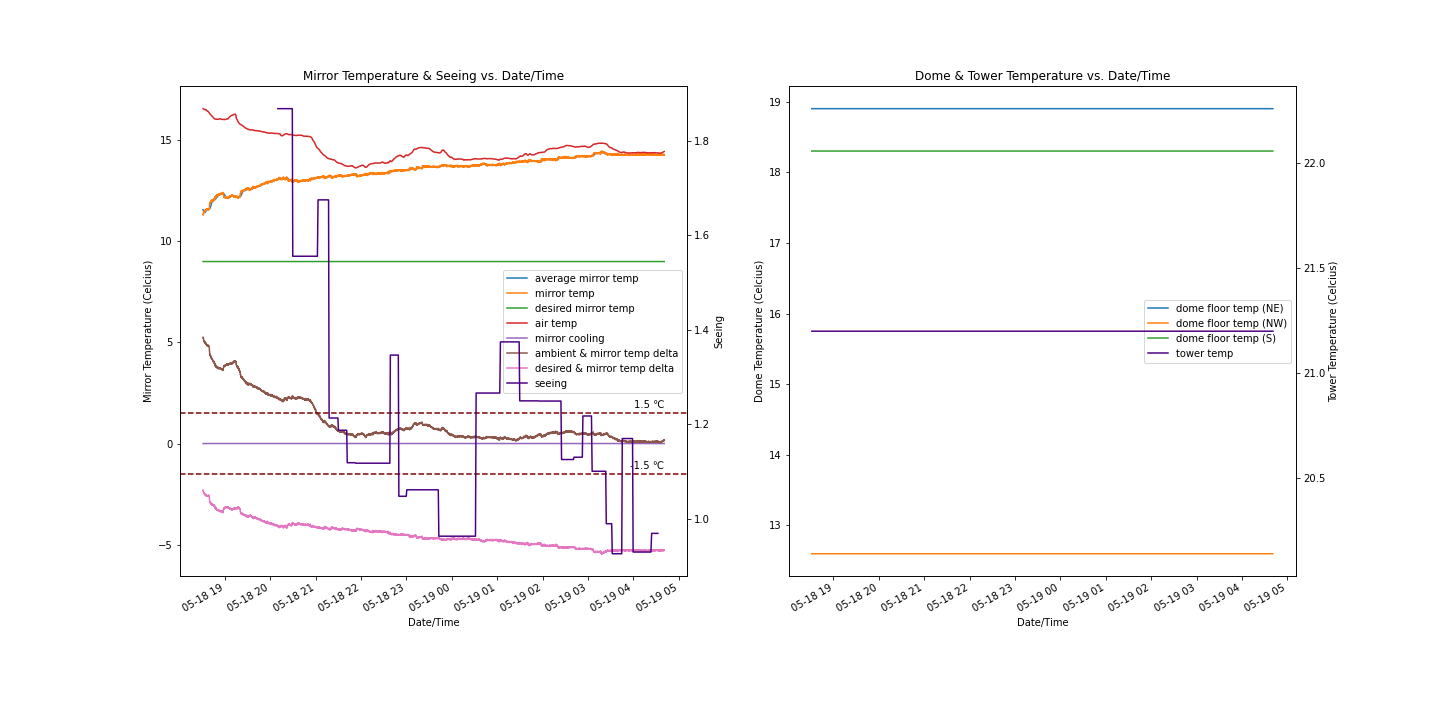 Mirror Temperature & Seeing vs. Date/Time
15
10
5
0
−5
Mirror Temperature (Celcius)
1.8
1.6
1.4
1.2
1.0
Seeing
average mirror temp
mirror temp
desired mirror temp
air temp
mirror cooling
ambient & mirror temp delta
desired & mirror temp delta
seeing
1.5 °C
-1.5 °C
05-18 19
05-18 20
05-18 21
05-18 22
05-18 23
05-19 00
05-19 01
05-19 02
05-19 03
05-19 04
05-19 05
Date/Time
Dome & Tower Temperature vs. Date/Time
19
18
17
16
15
14
13
Dome Temperature (Celcius)
22.0
21.5
21.0
20.5
Tower Temperature (Celcius)
dome floor temp (NE)
dome floor temp (NW)
dome floor temp (S)
tower temp
05-18 19
05-18 20
05-18 21
05-18 22
05-18 23
05-19 00
05-19 01
05-19 02
05-19 03
05-19 04
05-19 05
Date/Time